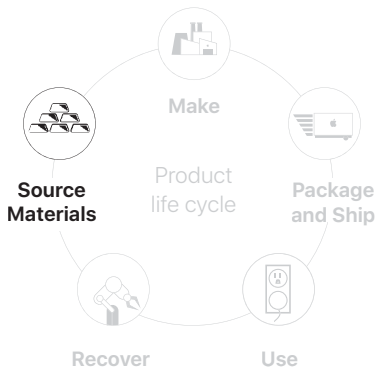 Make
Source
Materials
Product
life cycle
Package
and Ship
Recover
Use